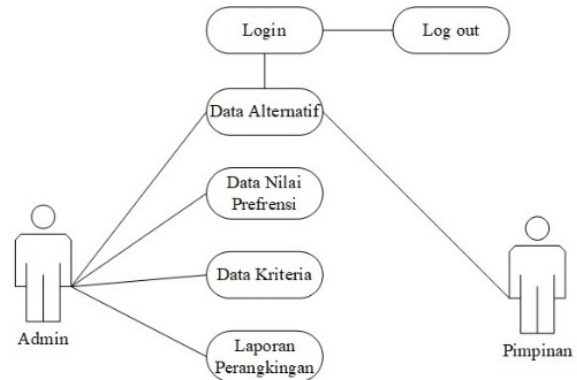 Login
Log out
Data Alternatif
Data Nilai
Prefrensi
Data Kriteria
Admin
Laporan
Perangkingan
Pimpinan